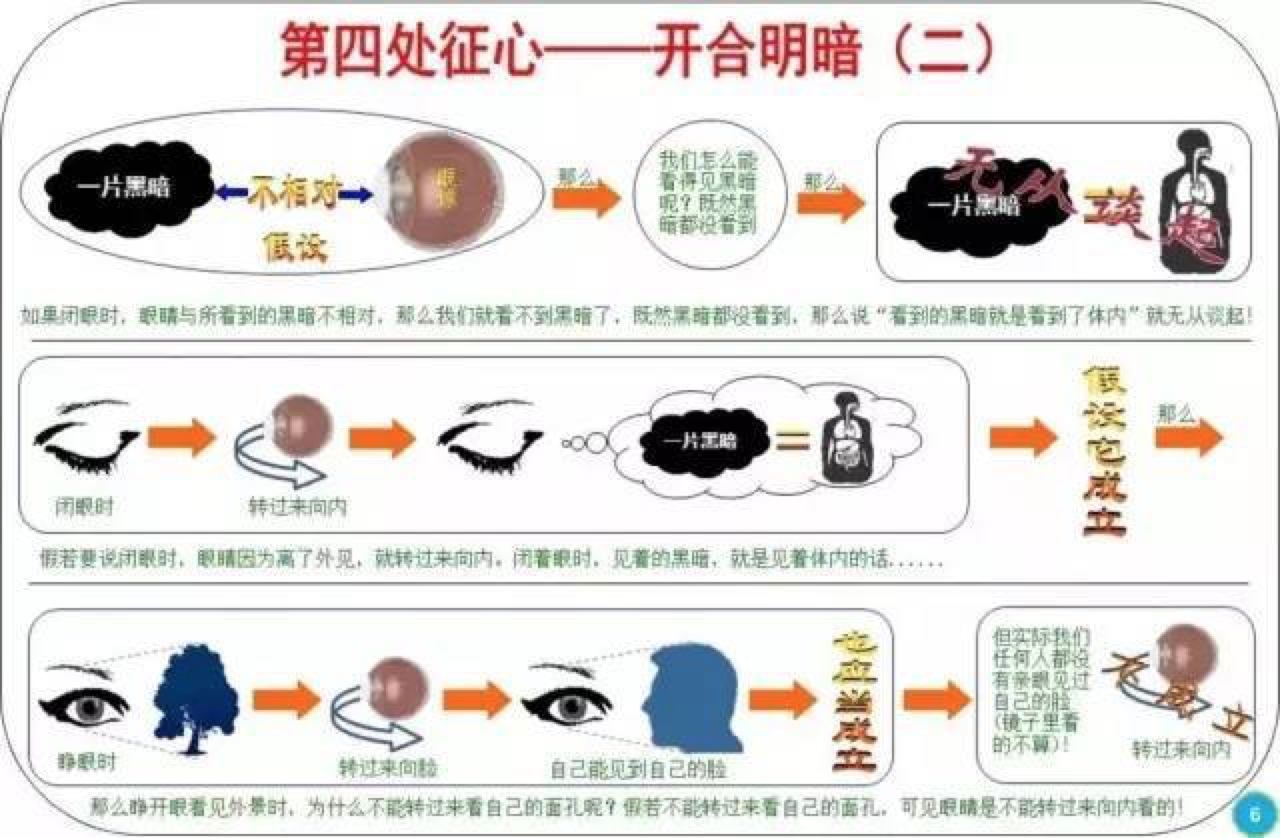 第四处征心——开合明暗（二）
一片黑暗
不相对
假设
眼球
那么
我们怎么能
看得见黑暗
呢？既然黑
暗都没看到
那么
一片黑暗
无从谈起
如果闭眼时，眼睛与所看到的黑暗不相对，那么我们就看不到黑暗了，既然黑暗都没看到，那么说“看到的黑暗就是看到了体内”就无从谈起！
闭眼时
转过来向内
一片黑暗
假设它成立
那么
假若要说闭眼时，眼睛因为离了外见，就转过来向内。闭着眼时，见着的黑暗，就是见着体内的话......
睁眼时
转过来向脸
自己能见到自己的脸
也应当成立
但实际我们
任何人都没
有亲眼见过
自己的脸
(镜子里看
的不算)！
不成立
转过来向内
那么睁开眼看见外景时，为什么不能转过来看自己的面孔呢？假若不能转过来看自己的面孔，可见眼睛是不能转过来向内看的！
6